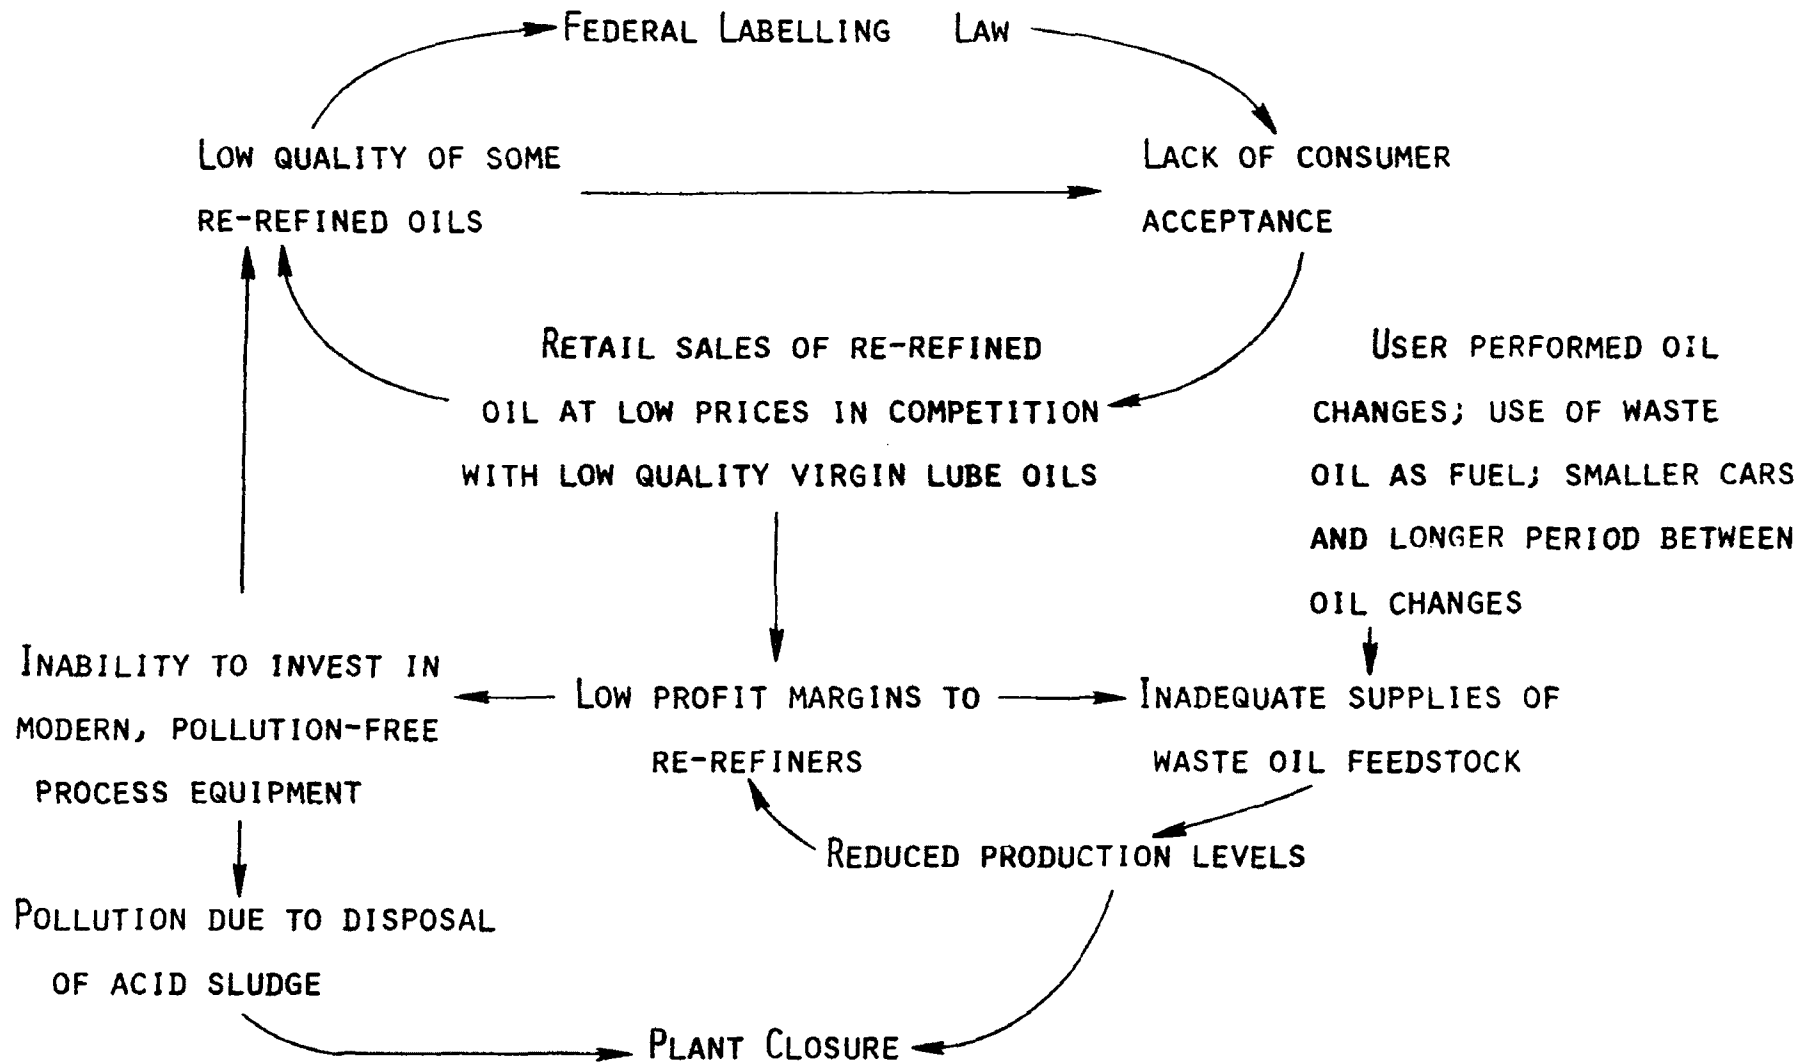 FEDERAL LABELLING LAW
LOW QUALITY OF SOME
RE-REFINED OILS
LACK OF CONSUMER
ACCEPTANCE
RETAIL SALES OF RE-REFINED
OIL AT LOW PRICES IN COMPETITION
WITH LOW QUALITY VIRGIN LUBE OILS
USER PERFORMED OIL
CHANGES; USE OF WASTE
OIL AS FUEL; SMALLER CARS
AND LONGER PERIOD BETWEEN
OIL CHANGES
INABILITY TO INVEST IN
MODERN, POLLUTION-FREE
PROCESS EQUIPMENT
LOW PROFIT MARGINS TO
RE-REFINERS
INADEQUATE SUPPLIES OF
WASTE OIL FEEDSTOCK
REDUCED PRODUCTION LEVELS
POLLUTION DUE TO DISPOSAL
OF ACID SLUDGE
PLANT CLOSURE